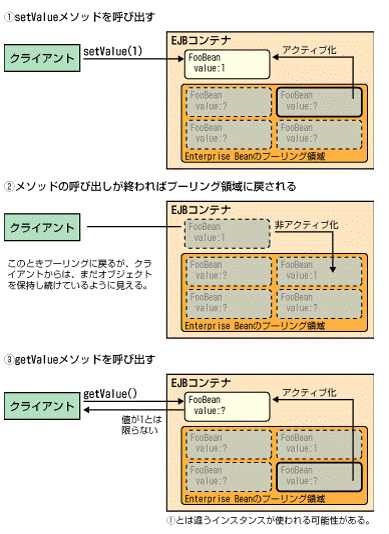 ①setValueメソッドを呼び出す
EJBコンテナ
クライアント
setValue(1)
FooBean
value:1
アクティブ化
FooBean
value:?
FooBean
value:?
FooBean
value:?
FooBean
value:?
Enterprise Beanのプーリング領域
②メソッドの呼び出しが終わればプーリング領域に戻される
EJBコンテナ
クライアント
FooBean
value:1
非アクティブ化
このときプーリングに戻るが、クラ
イアントからは、まだオブジェクト
を保持し続けているように見える。
FooBean
value:?
FooBean
value:1
FooBean
value:?
FooBean
value:?
Enterprise Beanのプーリング領域
③getValueメソッドを呼び出す
EJBコンテナ
クライアント
getValue()
FooBean
value:?
アクティブ化
値が1とは
限らない
FooBean
value:?
FooBean
value:1
FooBean
value:?
FooBean
value:?
Enterprise Beanのプーリング領域
①とは違うインスタンスが使われる可能性がある。